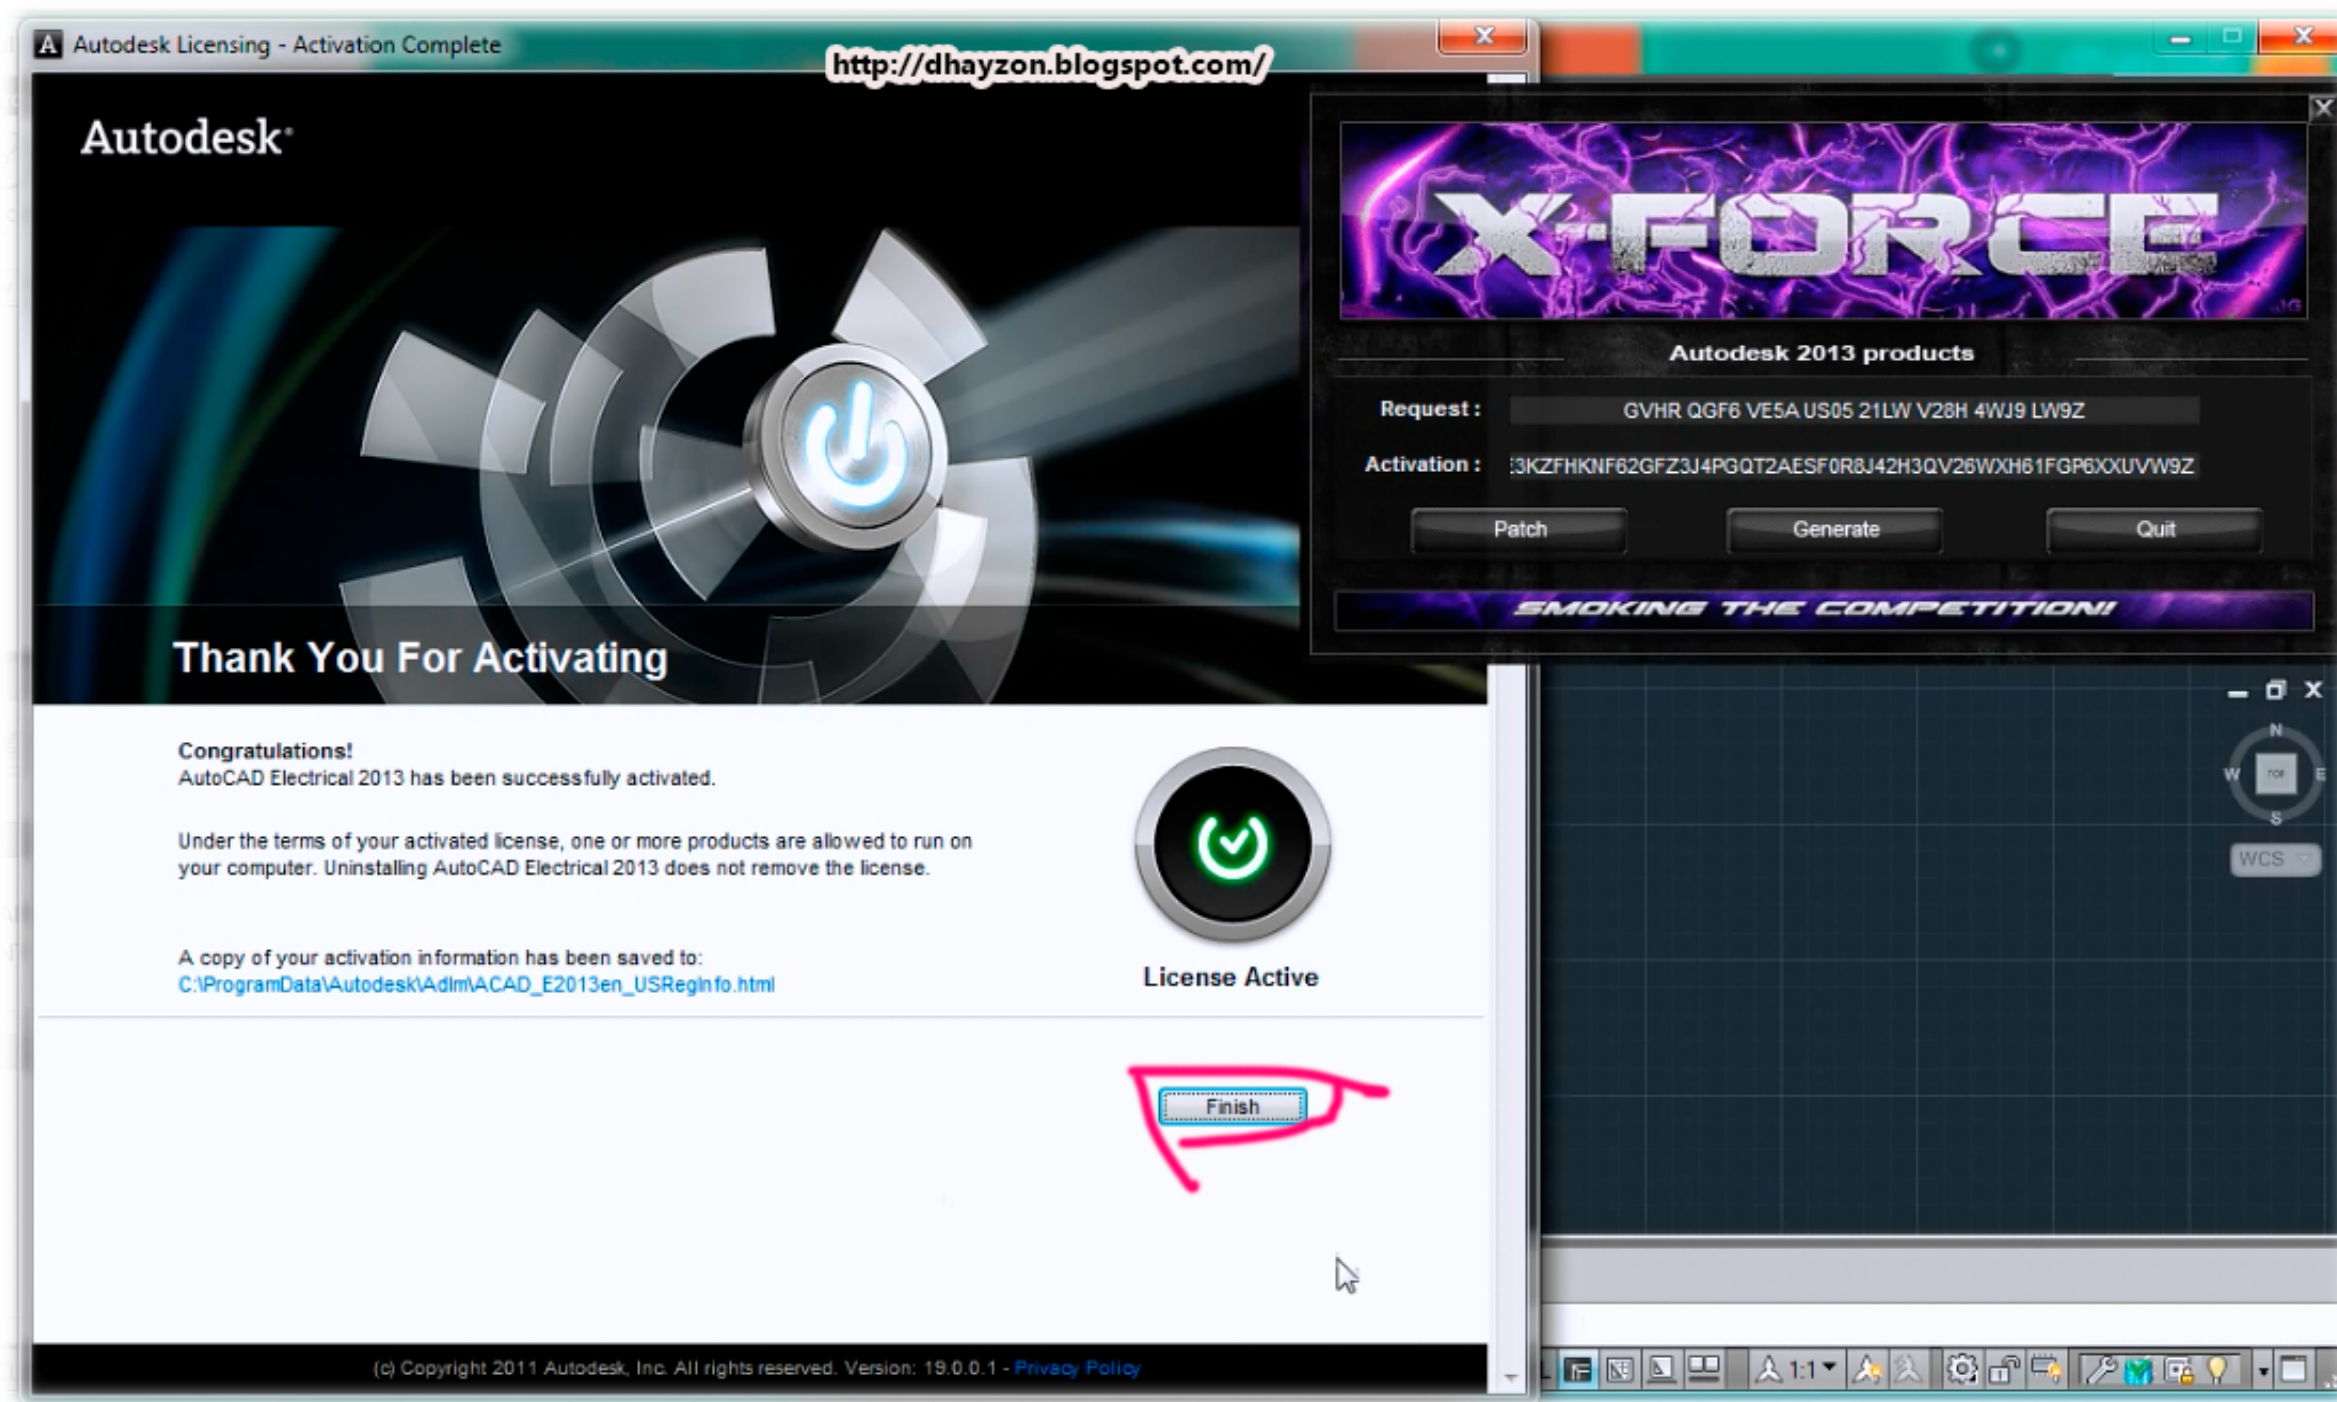 Autodesk Licensing - Activation Complete
http://dhayzon.blogspot.com/
Autodesk®
X-FORCE
Autodesk 2013 products
Request : GVHR QGF6 VE5A US05 21LW V28H 4WJ9 LW9Z
Activation : 3KZFHKNF62GFZ3J4PGQT2AESF0R8J42H3QV26WXH61FGP6XXUVW9Z
Patch Generate Quit
SMOKING THE COMPETITION!
Thank You For Activating
Congratulations!
AutoCAD Electrical 2013 has been successfully activated.
Under the terms of your activated license, one or more products are allowed to run on
your computer. Uninstalling AutoCAD Electrical 2013 does not remove the license.
A copy of your activation information has been saved to:
C:\ProgramData\Autodesk\Adlm\ACAD_E2013en_USRegInfo.html
License Active
Finish
(c) Copyright 2011 Autodesk, Inc. All rights reserved. Version: 19.0.0.1 - Privacy Policy
N
W TOP E
S
WCS
1:1